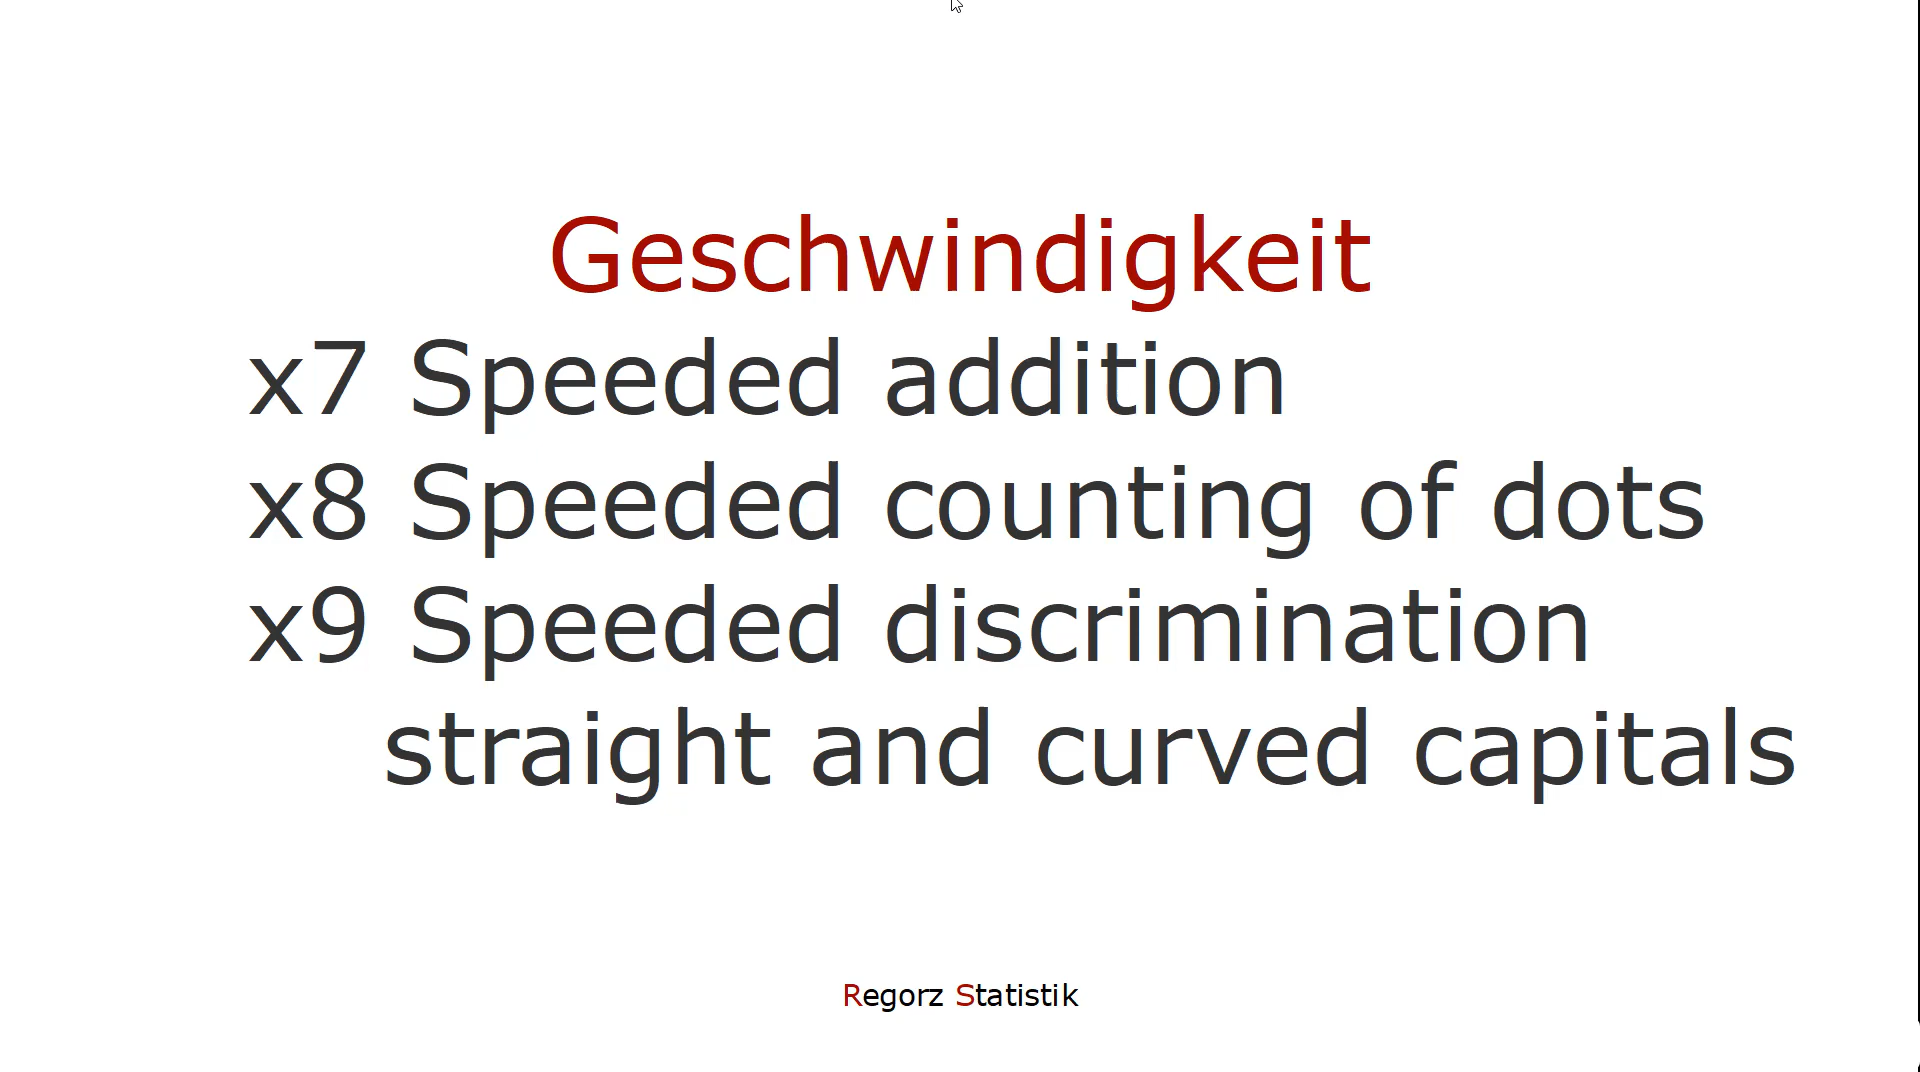 Geschwindigkeit
x7 Speeded addition
x8 Speeded counting of dots
x9 Speeded discrimination
straight and curved capitals
Regorz Statistik